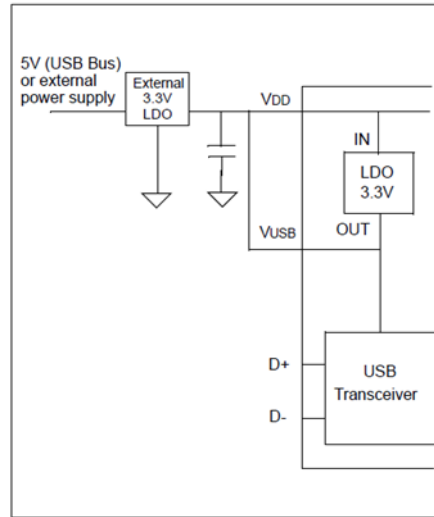 5V (USB Bus)
or external
power supply
External
3.3V
LDO
VDD
IN
LDO
3.3V
OUT
VUSB
D+
D-
USB
Transceiver